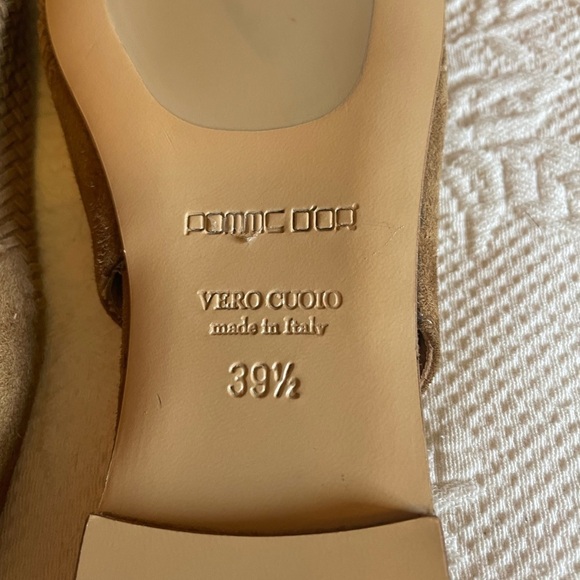 POMME D'OR®
VERO CUOIO
made in Italy
39½